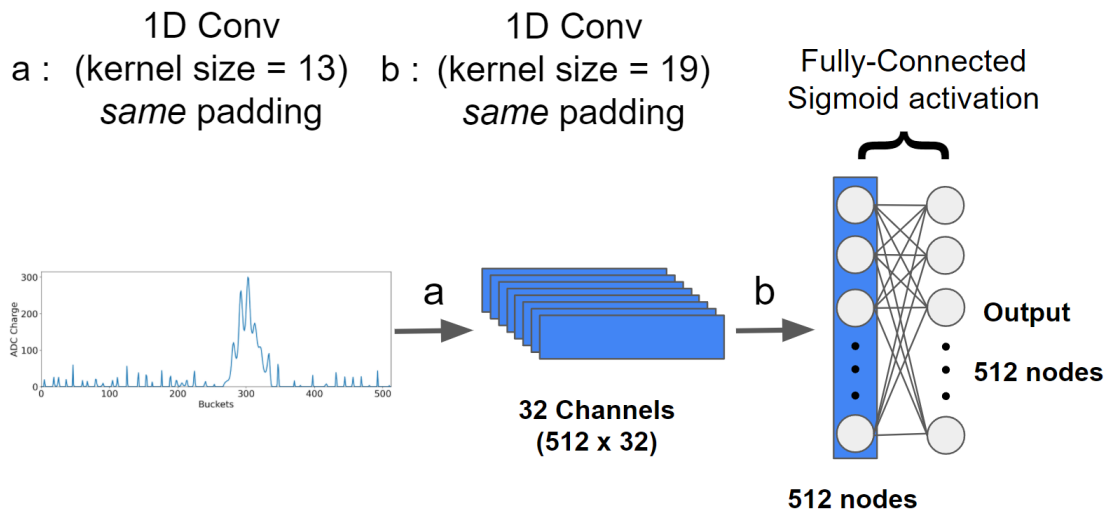 1D Conv
a : (kernel size = 13)
same padding
1D Conv
b : (kernel size = 19)
same padding
Fully-Connected
Sigmoid activation
300
200
100
0
ADC Charge
0 100 200 300 400 500
Buckets
a
32 Channels
(512 x 32)
b
Output
512 nodes
512 nodes